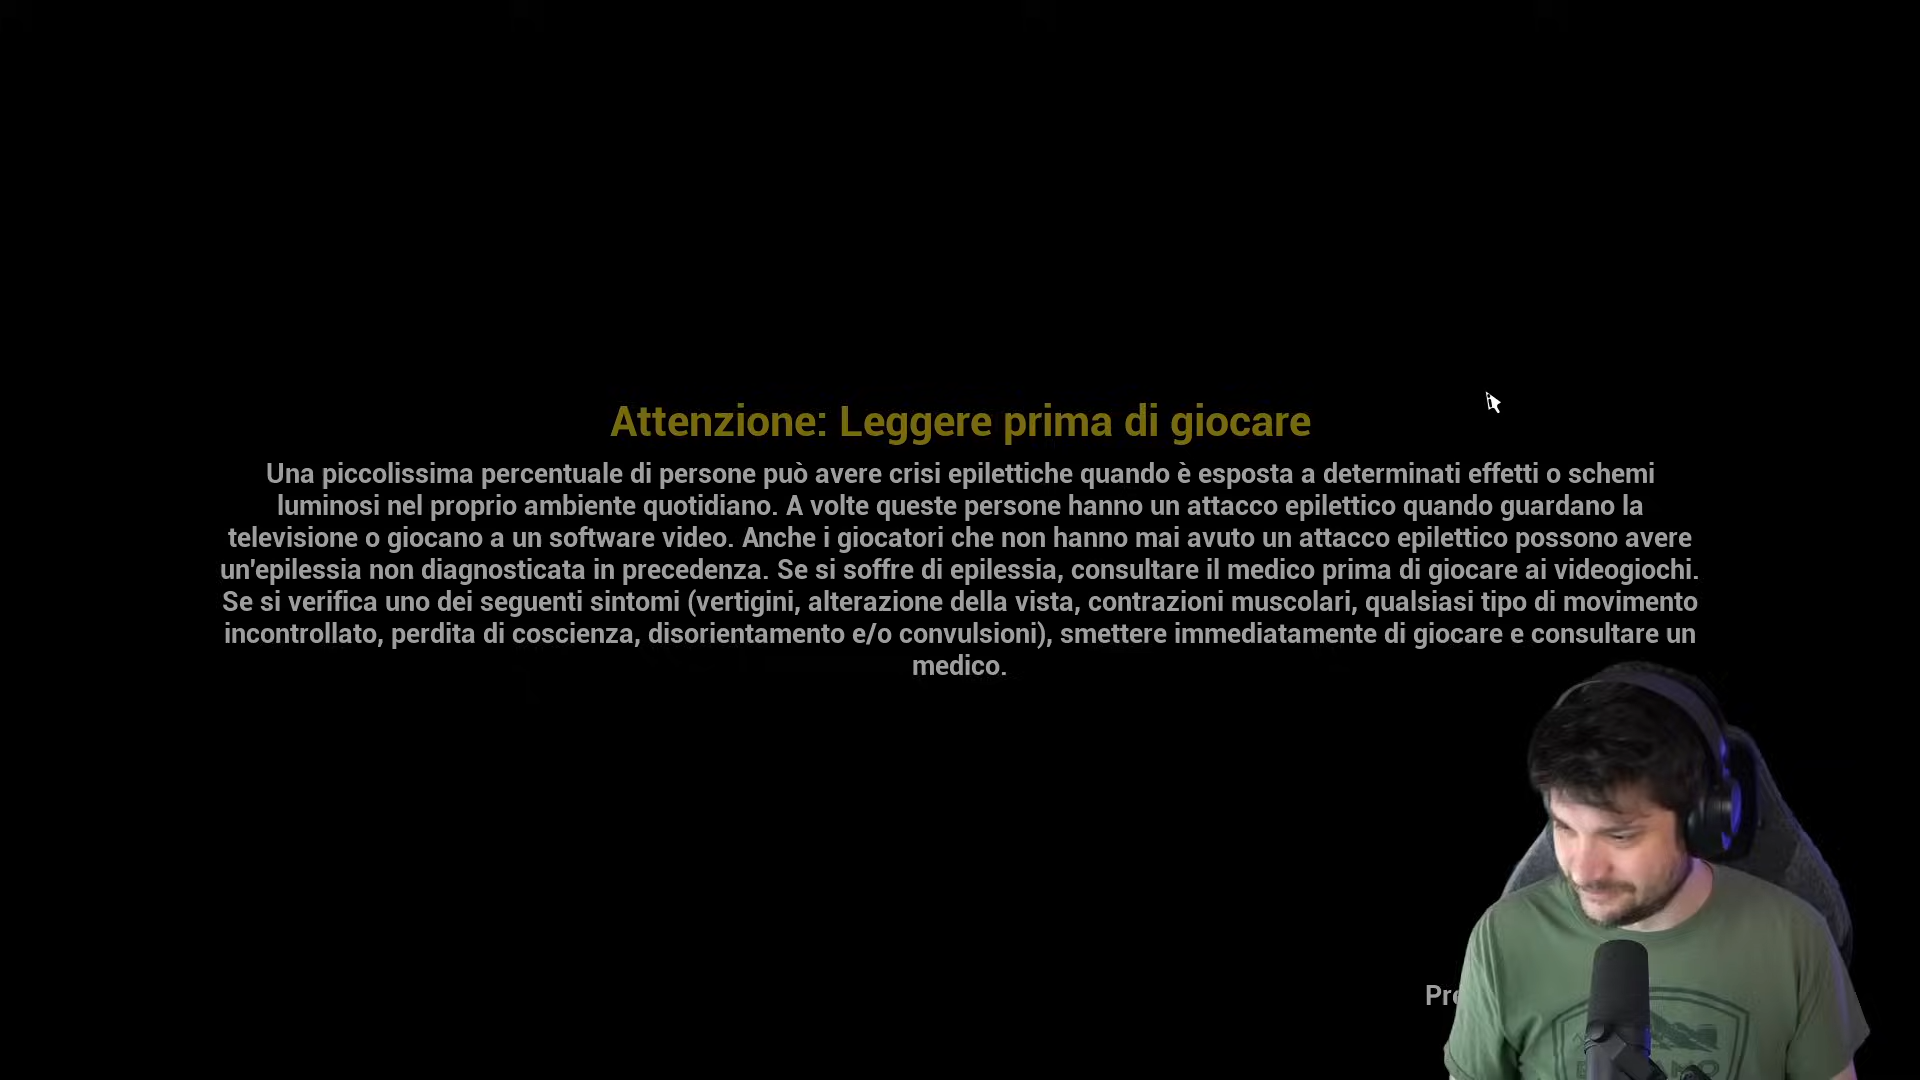 Attenzione: Leggere prima di giocare
Una piccolissima percentuale di persone può avere crisi epilettiche quando è esposta a determinati effetti o schemi
luminosi nel proprio ambiente quotidiano. A volte queste persone hanno un attacco epilettico quando guardano la
televisione o giocano a un software video. Anche i giocatori che non hanno mai avuto un attacco epilettico possono avere
un'epilessia non diagnosticata in precedenza. Se si soffre di epilessia, consultare il medico prima di giocare ai videogiochi.
Se si verifica uno dei seguenti sintomi (vertigini, alterazione della vista, contrazioni muscolari, qualsiasi tipo di movimento
incontrollato, perdita di coscienza, disorientamento e/o convulsioni), smettere immediatamente di giocare e consultare un
medico.